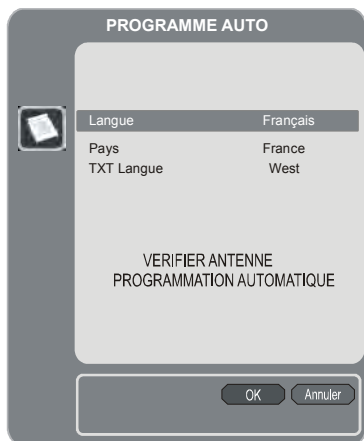 PROGRAMME AUTO
Langue Français
Pays France
TXT Langue West
VERIFIER ANTENNE
PROGRAMMATION AUTOMATIQUE
OK Annuler